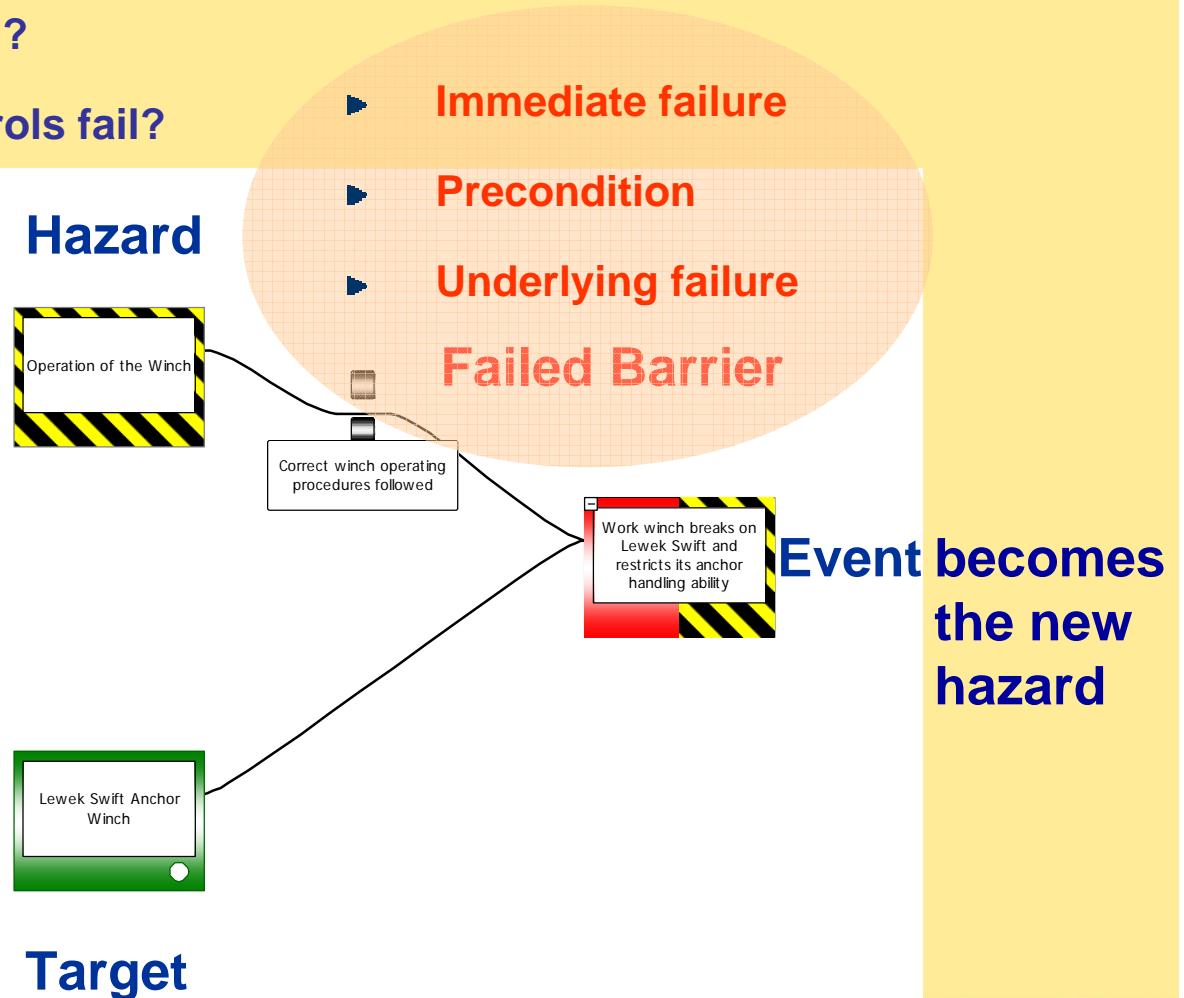 ?
rols fail?
Immediate failure
Precondition
Underlying failure
Failed Barrier
Hazard
Operation of the Winch
Correct winch operating
procedures followed
Work winch breaks on
Lewek Swift and
restricts its anchor
handling ability
Event becomes
the new
hazard
Lewek Swift Anchor
Winch
Target